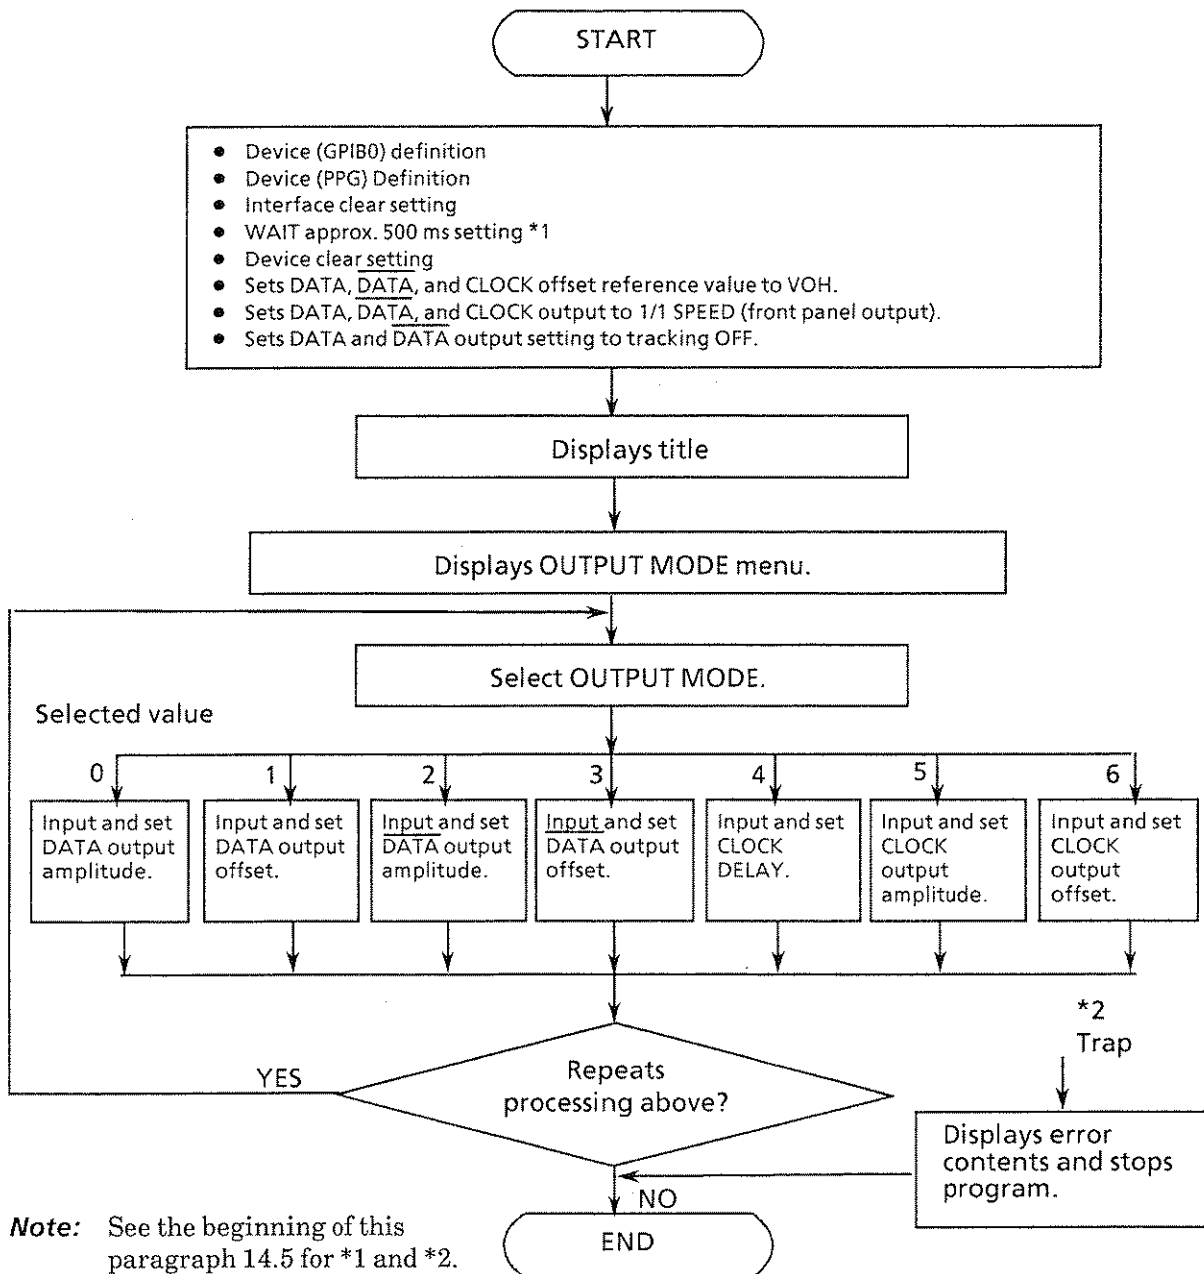 START
● Device (GPIB0) definition
● Device (PPG) Definition
● Interface clear setting
● WAIT approx. 500 ms setting *1
● Device clear setting
● Sets DATA, D̅A̅T̅A̅, and CLOCK offset reference value to VOH.
● Sets DATA, D̅A̅T̅A̅, and CLOCK output to 1/1 SPEED (front panel output).
● Sets DATA and D̅A̅T̅A̅ output setting to tracking OFF.
Displays title
Displays OUTPUT MODE menu.
Select OUTPUT MODE.
Selected value
0
Input and set
DATA output
amplitude.
1
Input and set
DATA output
offset.
2
Input and set
D̅A̅T̅A̅ output
amplitude.
3
Input and set
D̅A̅T̅A̅ output
offset.
4
Input and set
CLOCK
DELAY.
5
Input and set
CLOCK
output
amplitude.
6
Input and set
CLOCK
output
offset.
*2
Trap
YES
Repeats
processing above?
Displays error
contents and stops
program.
NO
END
Note: See the beginning of this
paragraph 14.5 for *1 and *2.